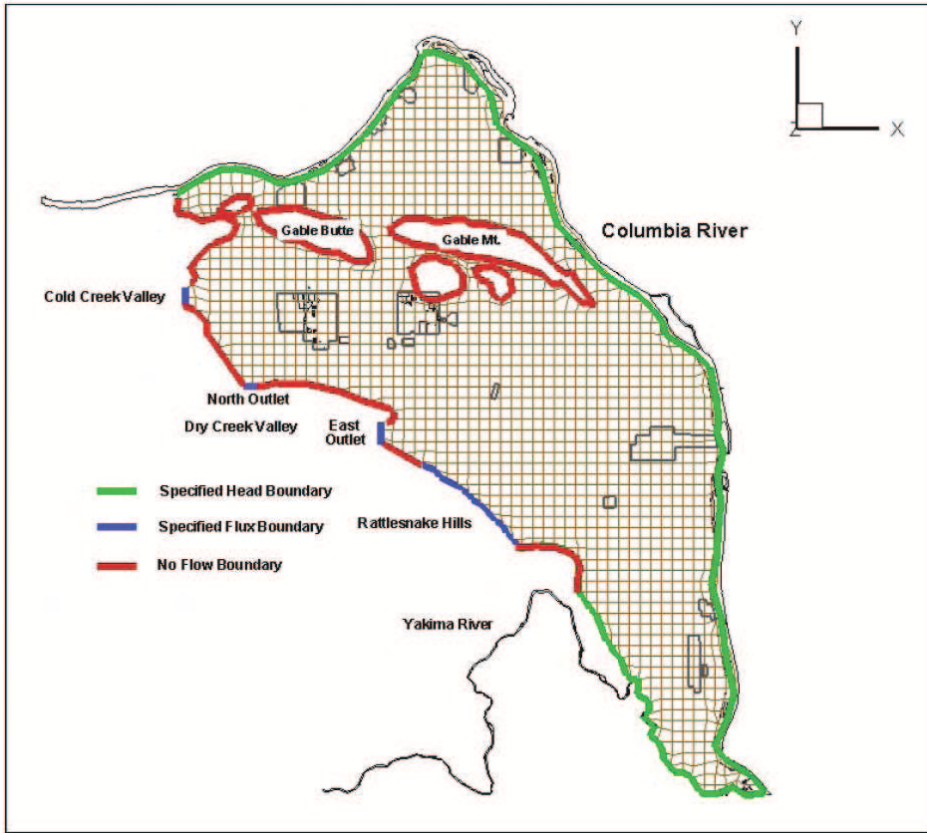 Y
Z
X
Gable Butte
Gable Mt.
Columbia River
Cold Creek Valley
North Outlet
Dry Creek Valley
East
Outlet
Specified Head Boundary
Specified Flux Boundary
Rattlesnake Hills
No Flow Boundary
Yakima River